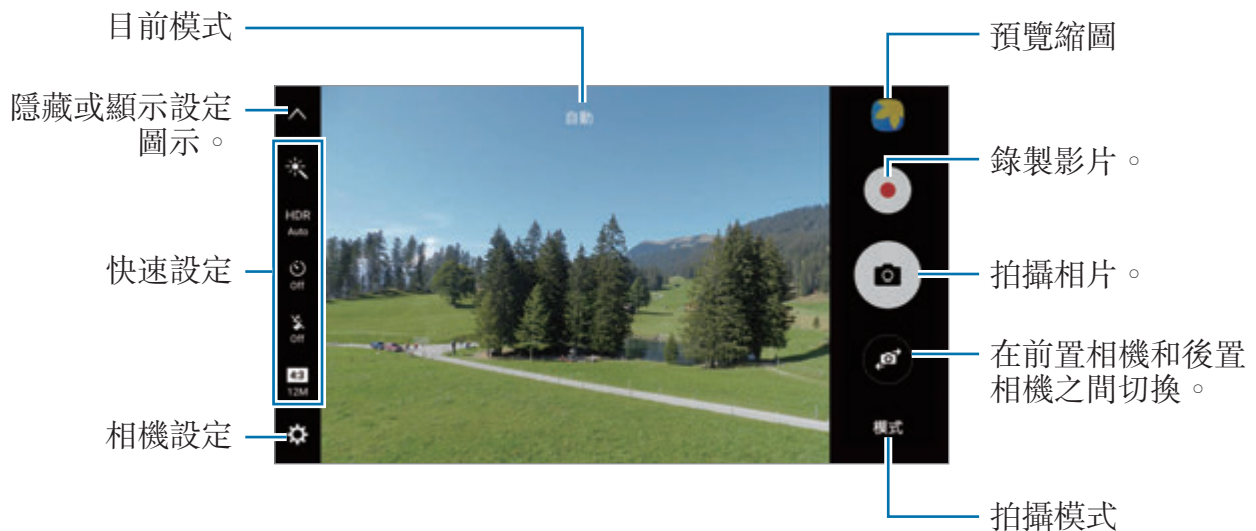 目前模式
預覽縮圖
隱藏或顯示設定
圖示。
自動
錄製影片。
HDR
Auto
快速設定
Off
拍攝相片。
Off
在前置相機和後置
相機之間切換。
4:3
12M
相機設定
模式
拍攝模式